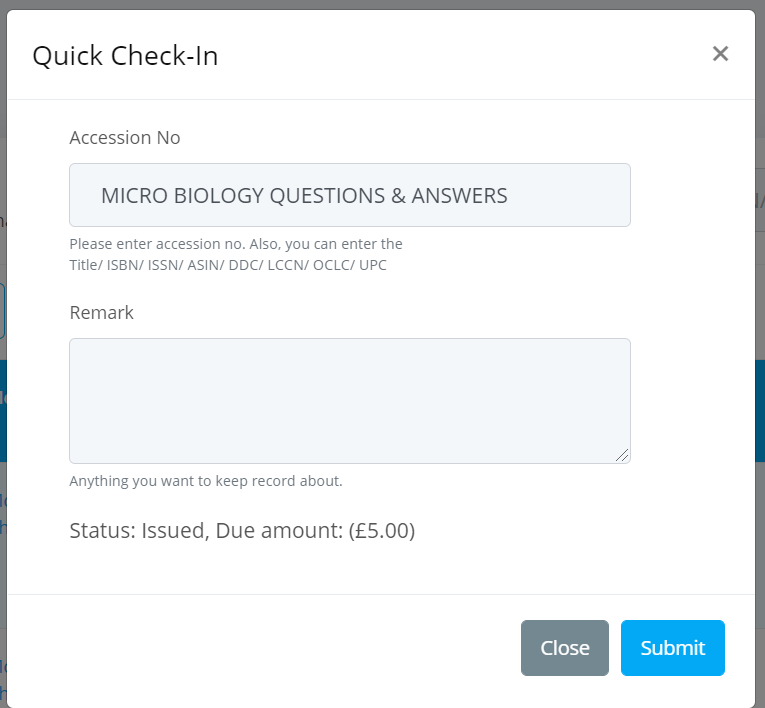 Quick Check-In
×
Accession No
MICRO BIOLOGY QUESTIONS & ANSWERS
Please enter accession no. Also, you can enter the
Title/ ISBN/ ISSN/ ASIN/ DDC/ LCCN/ OCLC/ UPC
Remark
Anything you want to keep record about.
Status: Issued, Due amount: (£5.00)
Close
Submit